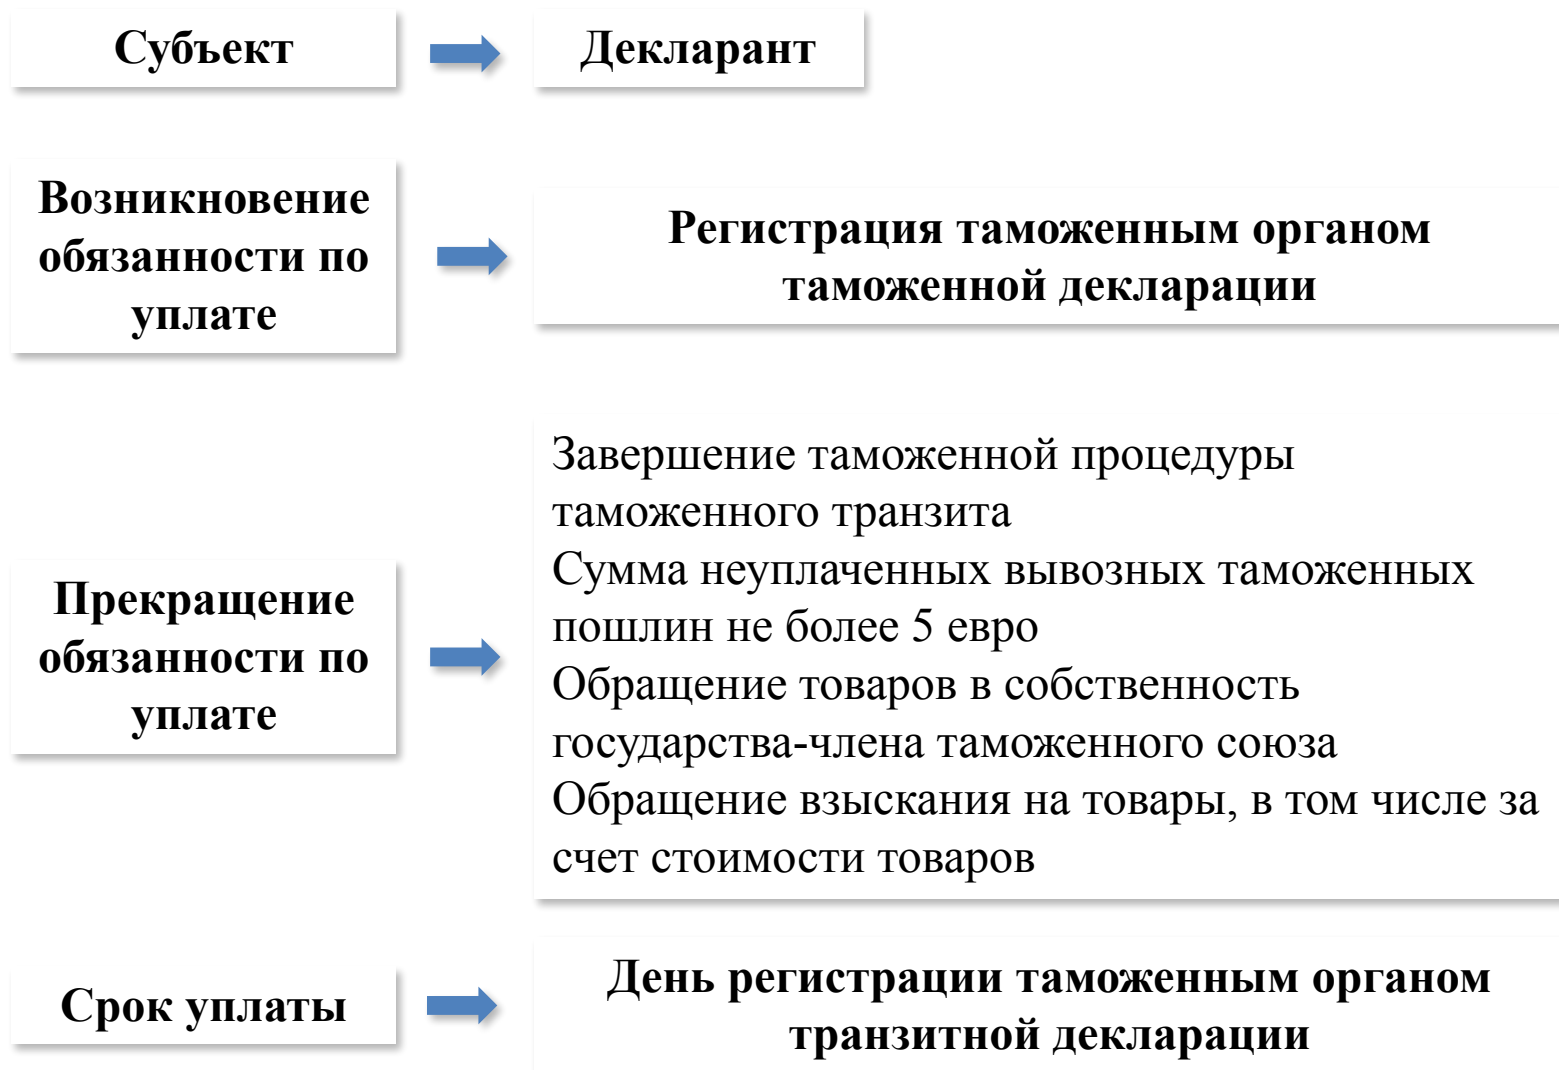 Субъект
Декларант
Возникновение
обязанности по
уплате
Регистрация таможенным органом
таможенной декларации
Прекращение
обязанности по
уплате
Завершение таможенной процедуры
таможенного транзита
Сумма неуплаченных вывозных таможенных
пошлин не более 5 евро
Обращение товаров в собственность
государства-члена таможенного союза
Обращение взыскания на товары, в том числе за
счет стоимости товаров
Срок уплаты
День регистрации таможенным органом
транзитной декларации